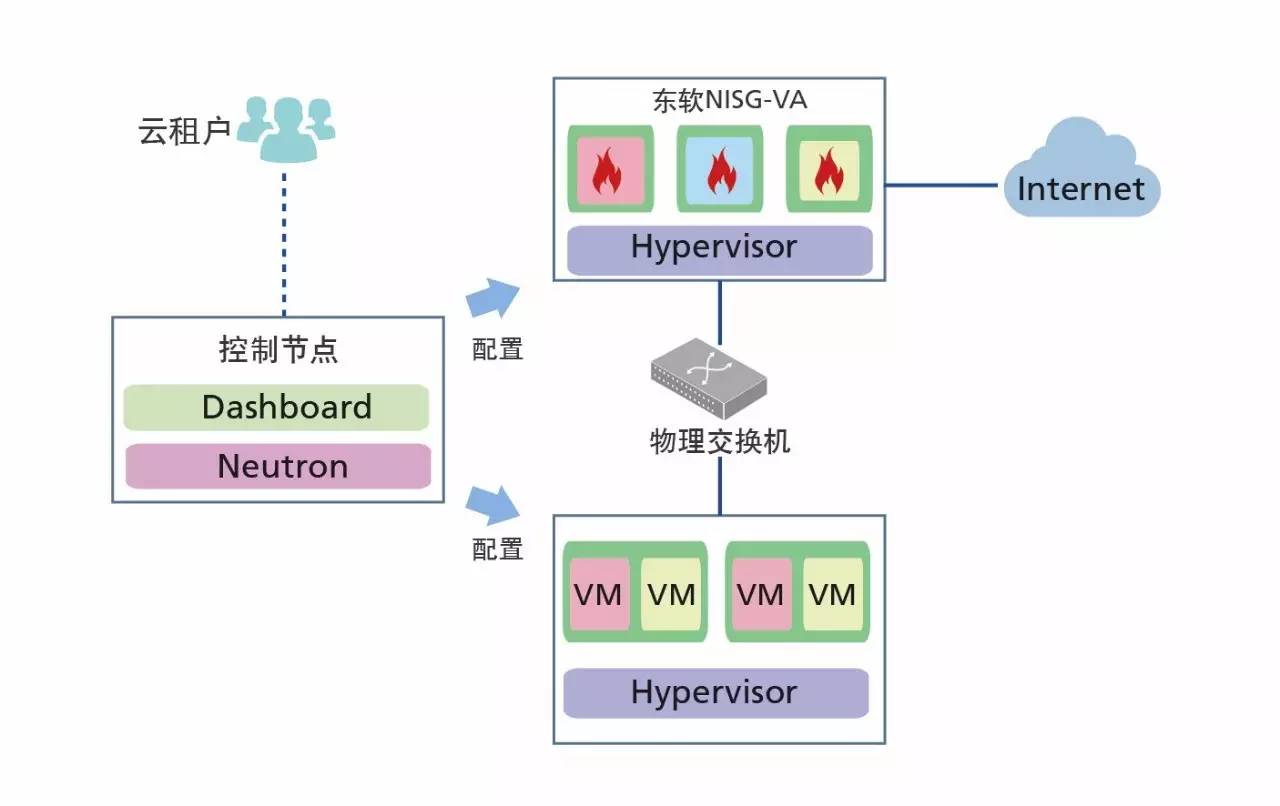 云租户
东软NISG-VA
Hypervisor
Internet
控制节点
Dashboard
Neutron
配置
物理交换机
配置
VM VM VM VM
Hypervisor